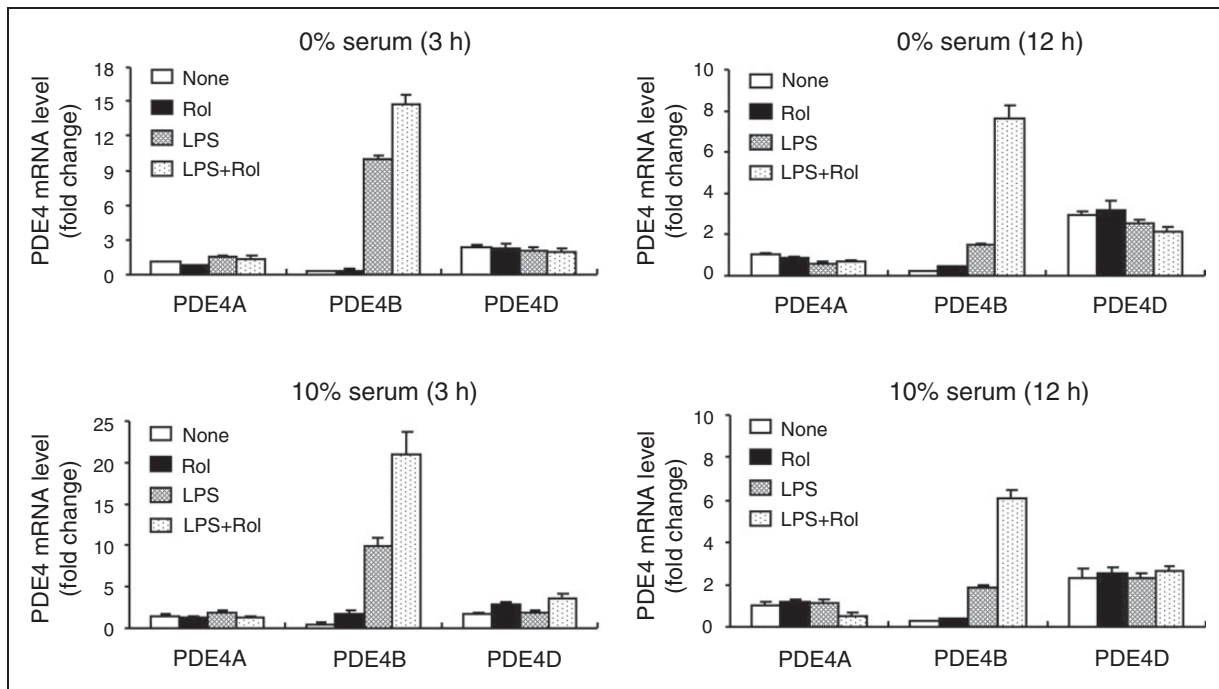 0% serum (3 h)
PDE4 mRNA level
(fold change)
18
15
12
9
6
3
0
None
Rol
LPS
LPS+Rol
PDE4A
PDE4B
PDE4D
0% serum (12 h)
PDE4 mRNA level
(fold change)
10
8
6
4
2
0
None
Rol
LPS
LPS+Rol
PDE4A
PDE4B
PDE4D
10% serum (3 h)
PDE4 mRNA level
(fold change)
25
20
15
10
5
0
None
Rol
LPS
LPS+Rol
PDE4A
PDE4B
PDE4D
10% serum (12 h)
PDE4 mRNA level
(fold change)
10
8
6
4
2
0
None
Rol
LPS
LPS+Rol
PDE4A
PDE4B
PDE4D